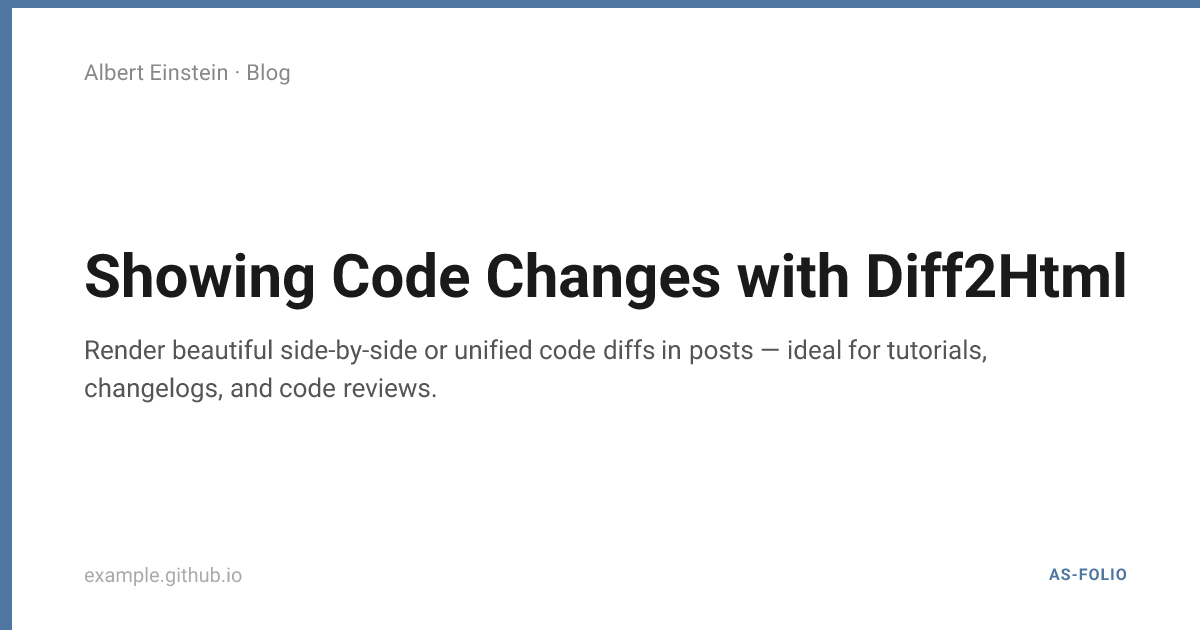 Albert Einstein · Blog
Showing Code Changes with Diff2Html
Render beautiful side-by-side or unified code diffs in posts — ideal for tutorials,
changelogs, and code reviews.
example.github.io
AS-FOLIO